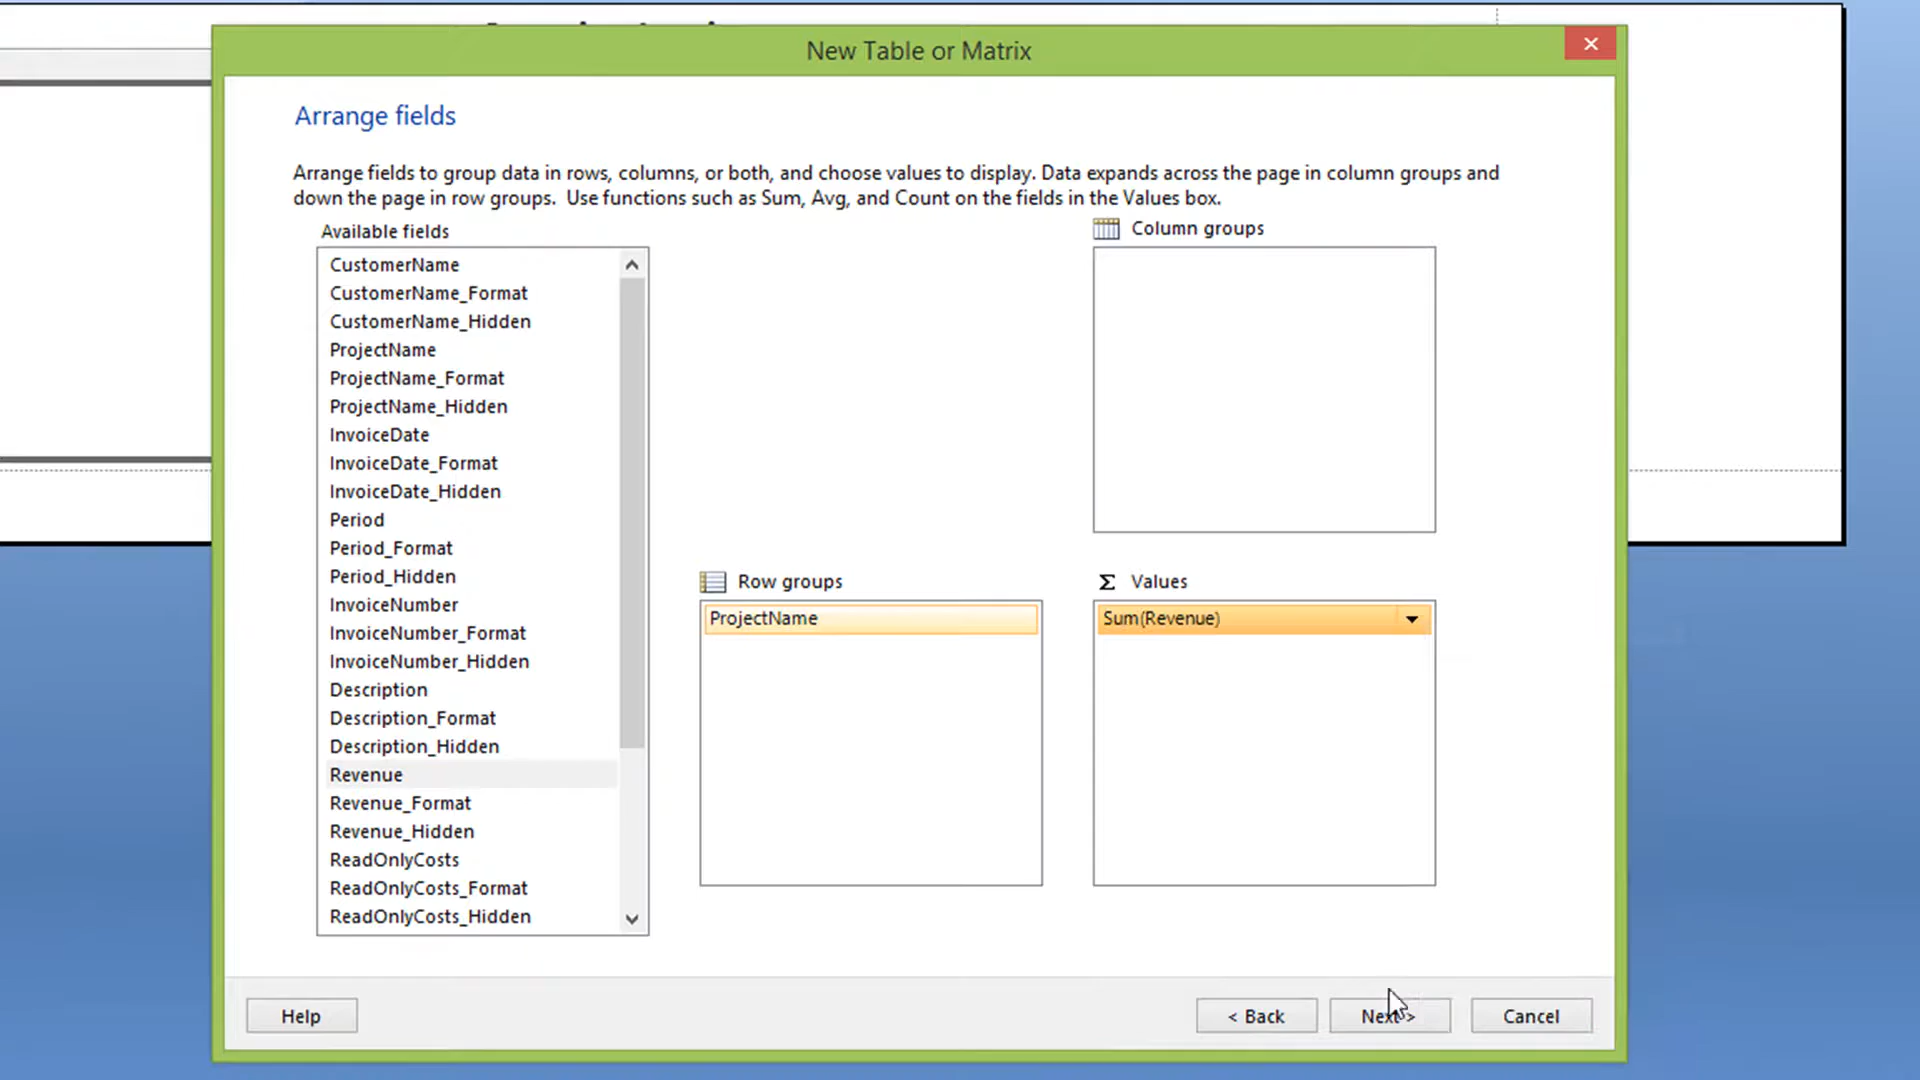 New Table or Matrix
Arrange fields
Arrange fields to group data in rows, columns, or both, and choose values to display. Data expands across the page in column groups and
down the page in row groups.  Use functions such as Sum, Avg, and Count on the fields in the Values box.
Available fields
CustomerName
CustomerName_Format
CustomerName_Hidden
ProjectName
ProjectName_Format
ProjectName_Hidden
InvoiceDate
InvoiceDate_Format
InvoiceDate_Hidden
Period
Period_Format
Period_Hidden
InvoiceNumber
InvoiceNumber_Format
InvoiceNumber_Hidden
Description
Description_Format
Description_Hidden
Revenue
Revenue_Format
Revenue_Hidden
ReadOnlyCosts
ReadOnlyCosts_Format
ReadOnlyCosts_Hidden
Column groups
Row groups
ProjectName
Σ Values
Sum(Revenue)
Help
< Back
Next >
Cancel